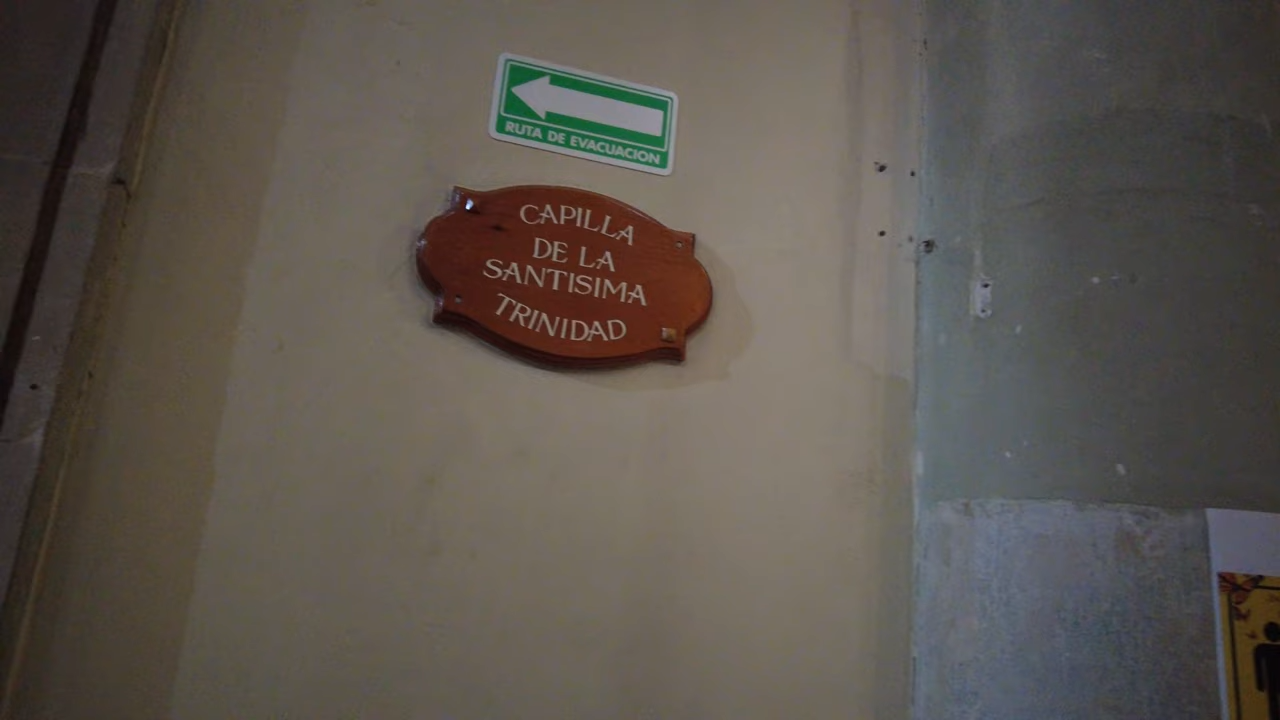 RUTA DE EVACUACION
CAPILLA
DE LA
SANTISIMA
TRINIDAD